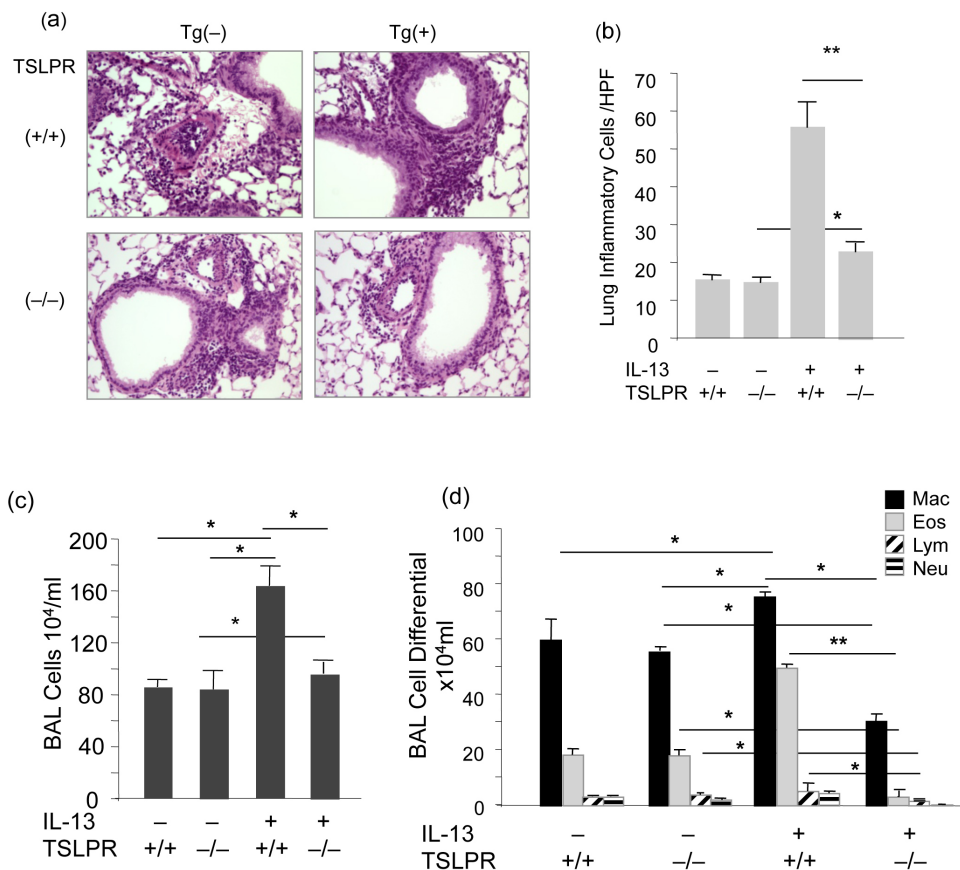 (a)
Tg(–) Tg(+)
TSLPR
(+/+)
(–/–)
(b)
**
*
Lung Inflammatory Cells /HPF
70
60
50
40
30
20
10
0
IL-13 – – + +
TSLPR +/+ –/– +/+ –/–
(c)
* *
*
*
BAL Cells 10⁴/ml
200
160
120
80
40
0
IL-13 – – + +
TSLPR +/+ –/– +/+ –/–
(d)
Mac
Eos
Lym
Neu
*
* *
*
**
*
*
*
BAL Cell Differential
x10⁴ml
100
80
60
40
20
0
IL-13 – – + +
TSLPR +/+ –/– +/+ –/–